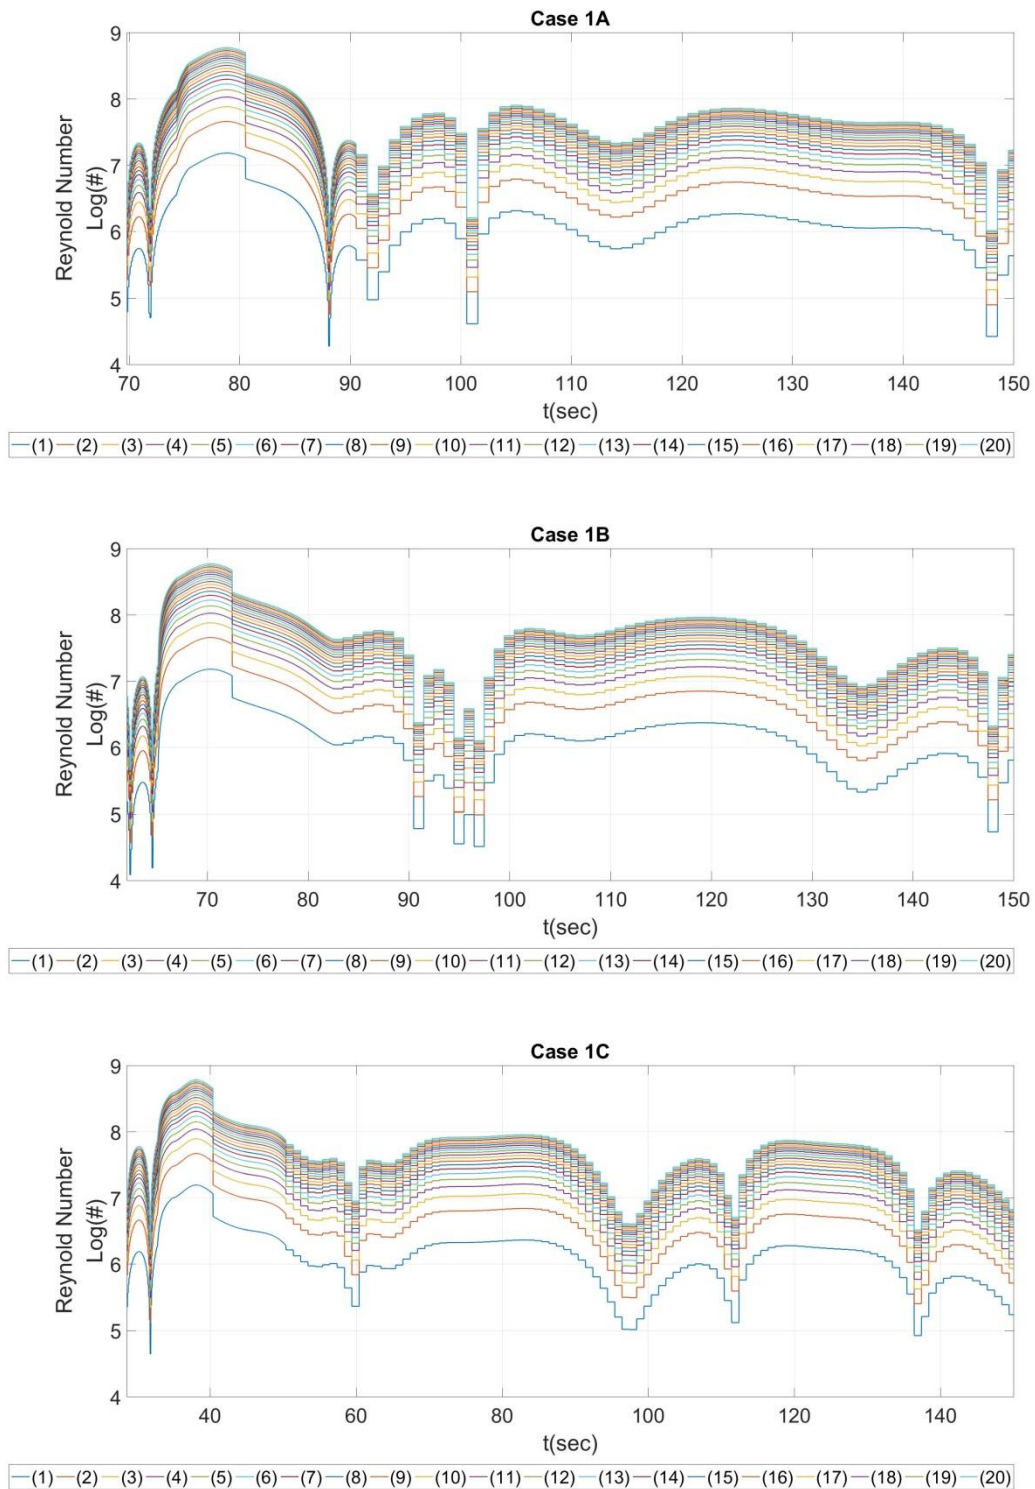 Case 1A
9
8
7
6
5
4
Reynold Number
Log(#)
70 80 90 100 110 120 130 140 150
t(sec)
(1) (2) (3) (4) (5) (6) (7) (8) (9) (10) (11) (12) (13) (14) (15) (16) (17) (18) (19) (20)
Case 1B
9
8
7
6
5
4
Reynold Number
Log(#)
70 80 90 100 110 120 130 140 150
t(sec)
(1) (2) (3) (4) (5) (6) (7) (8) (9) (10) (11) (12) (13) (14) (15) (16) (17) (18) (19) (20)
Case 1C
9
8
7
6
5
4
Reynold Number
Log(#)
40 60 80 100 120 140
t(sec)
(1) (2) (3) (4) (5) (6) (7) (8) (9) (10) (11) (12) (13) (14) (15) (16) (17) (18) (19) (20)